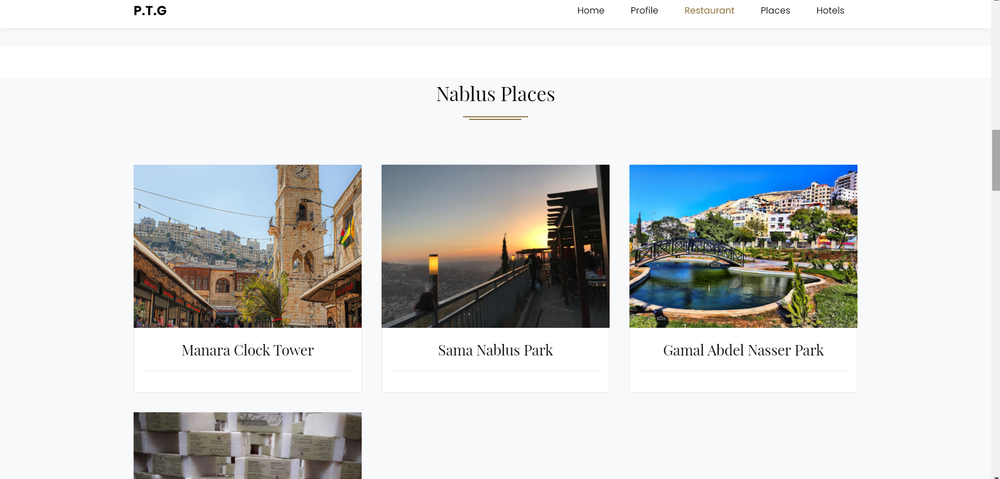 P.T.G
Home Profile Restaurant Places Hotels
Nablus Places
Manara Clock Tower
Sama Nablus Park
Gamal Abdel Nasser Park